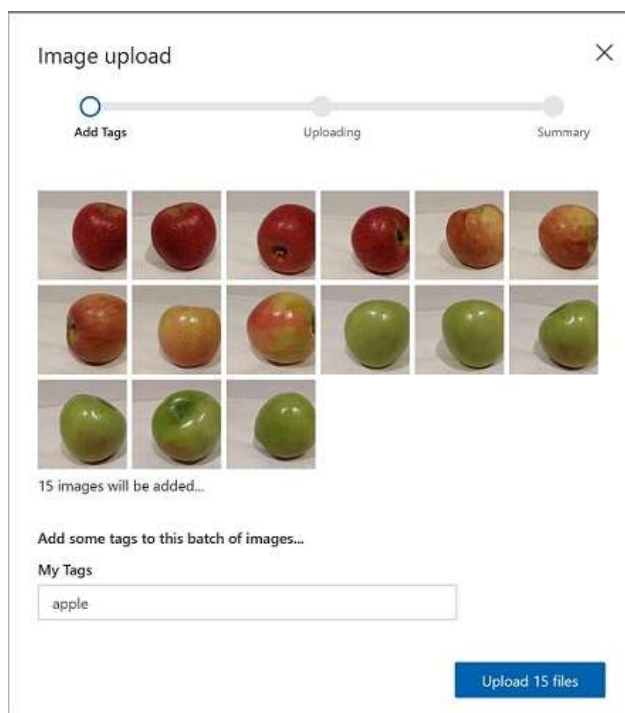 Image upload
Add Tags Uploading Summary
15 images will be added...
Add some tags to this batch of images...
My Tags
apple
Upload 15 files